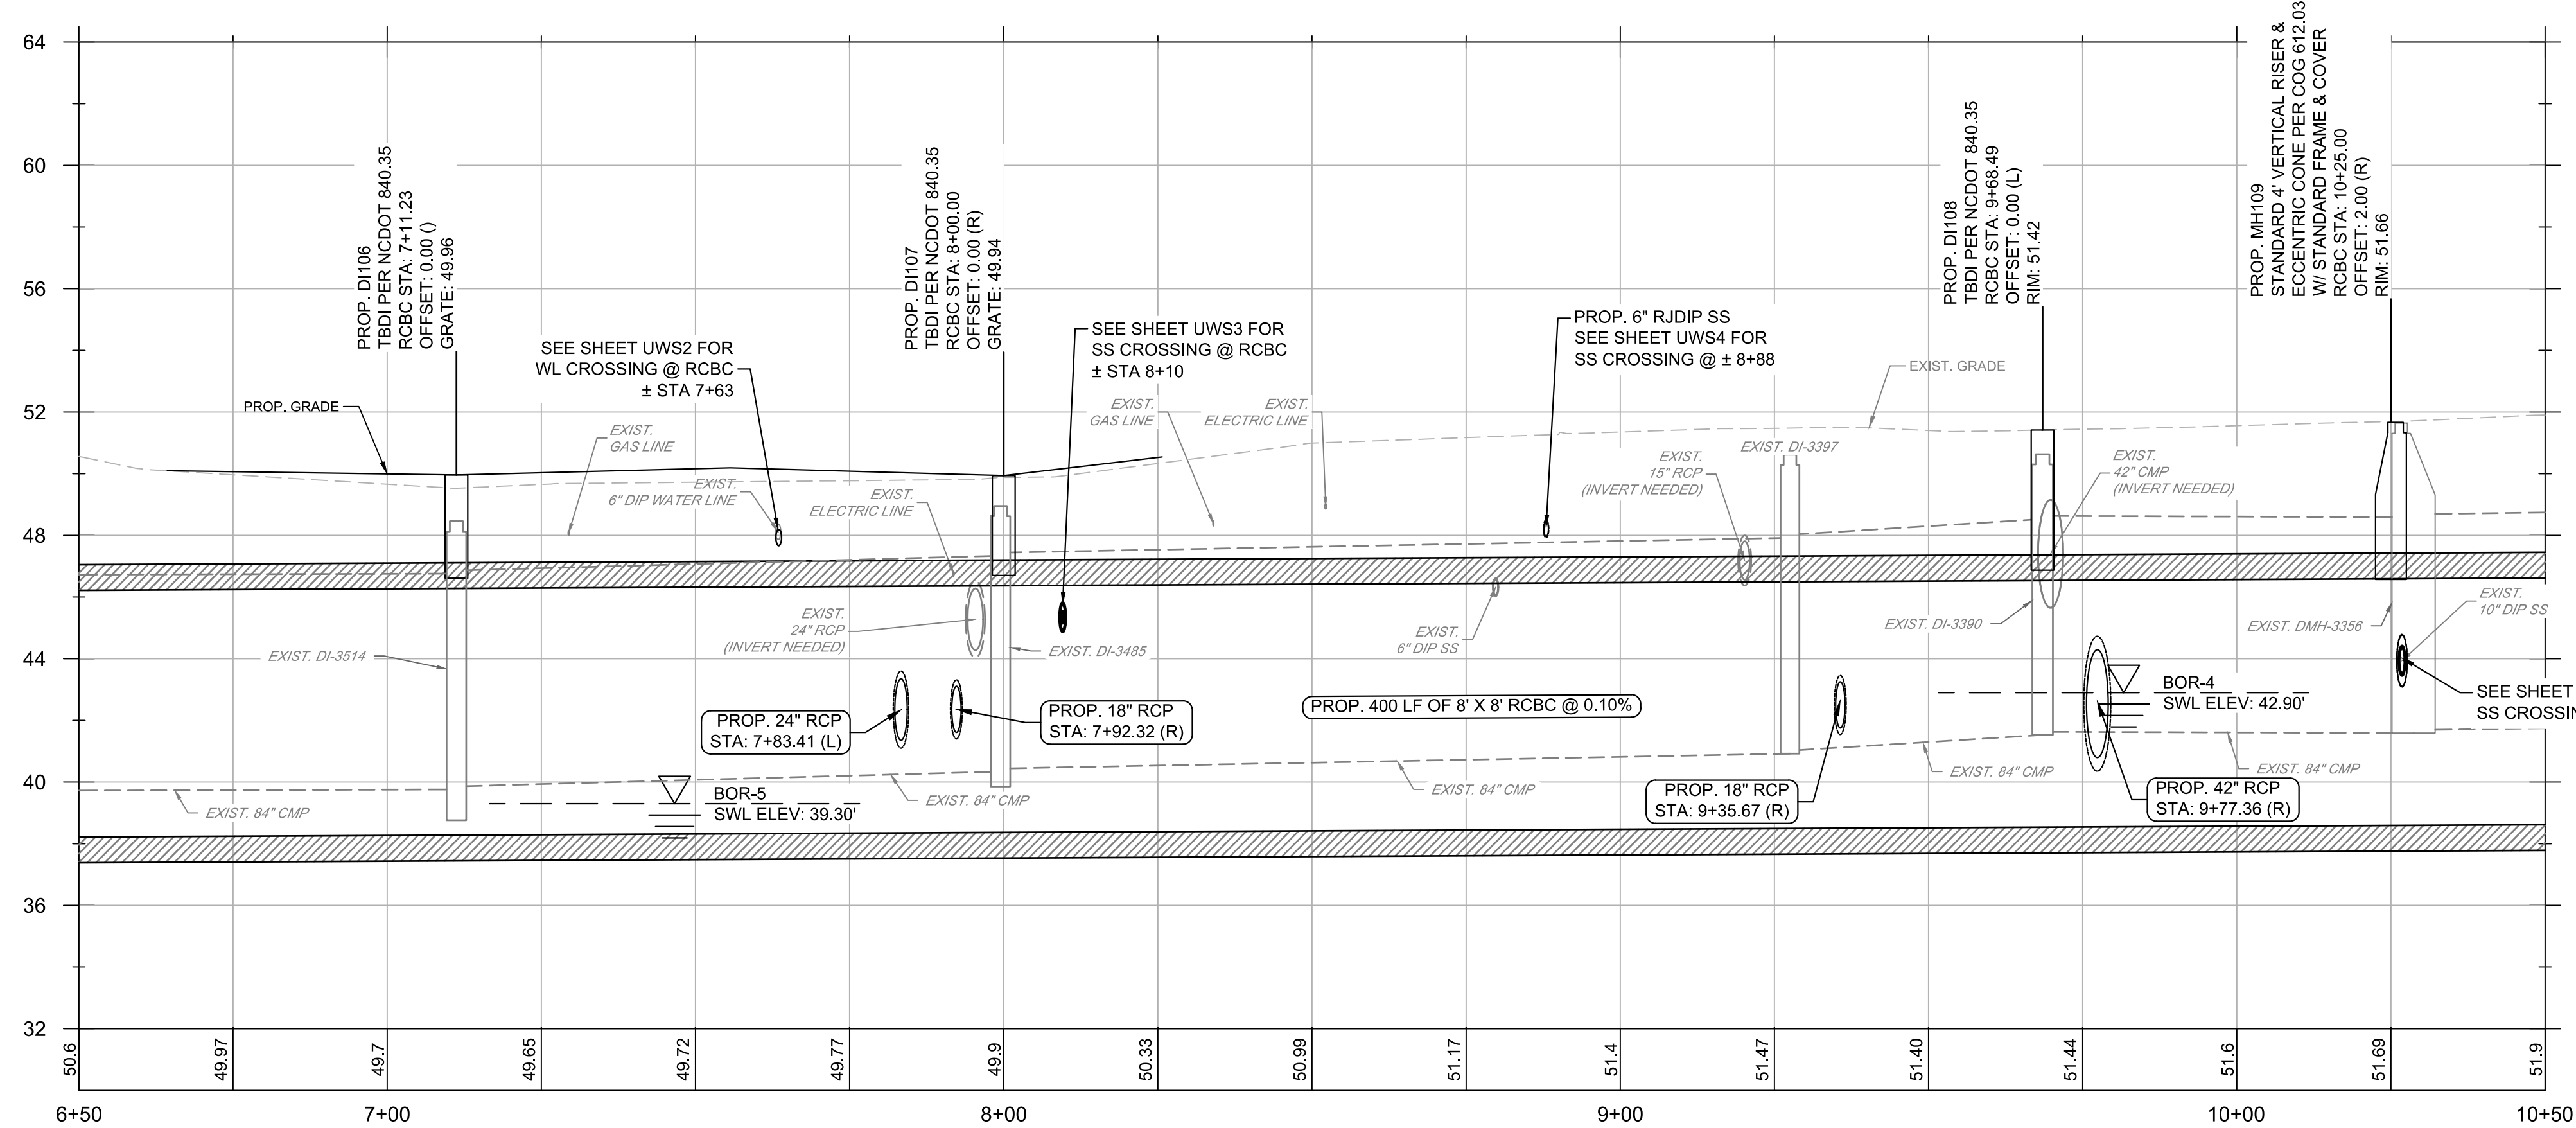 64
60
56
52
48
44
40
36
32
PROP. DI106
TBDI PER NCDOT 840.35
RCBC STA: 7+11.23
OFFSET: 0.00 ()
GRATE: 49.96
PROP. DI107
TBDI PER NCDOT 840.35
RCBC STA: 8+00.00
OFFSET: 0.00 (R)
GRATE: 49.94
PROP. DI108
TBDI PER NCDOT 840.35
RCBC STA: 9+68.49
OFFSET: 0.00 (L)
RIM: 51.42
PROP. MH109
STANDARD 4' VERTICAL RISER &
ECCENTRIC CONE PER COG 612.03
W/ STANDARD FRAME & COVER
RCBC STA: 10+25.00
OFFSET: 2.00 (R)
RIM: 51.66
SEE SHEET UWS2 FOR
WL CROSSING @ RCBC
± STA 7+63
SEE SHEET UWS3 FOR
SS CROSSING @ RCBC
± STA 8+10
PROP. 6" RJDIP SS
SEE SHEET UWS4 FOR
SS CROSSING @ ± 8+88
EXIST. GRADE
PROP. GRADE
EXIST.
GAS LINE
EXIST.
6" DIP WATER LINE
EXIST.
ELECTRIC LINE
EXIST.
GAS LINE
EXIST.
ELECTRIC LINE
EXIST.
15" RCP
(INVERT NEEDED)
EXIST. DI-3397
EXIST.
42" CMP
(INVERT NEEDED)
EXIST. DI-3514
EXIST.
24" RCP
(INVERT NEEDED)
EXIST. DI-3485
EXIST.
6" DIP SS
EXIST. DI-3390
EXIST. DMH-3356
EXIST.
10" DIP SS
PROP. 24" RCP
STA: 7+83.41 (L)
PROP. 18" RCP
STA: 7+92.32 (R)
PROP. 400 LF OF 8' X 8' RCBC @ 0.10%
BOR-4
SWL ELEV: 42.90'
SEE SHEET
SS CROSSIN
EXIST. 84" CMP
BOR-5
SWL ELEV: 39.30'
EXIST. 84" CMP
EXIST. 84" CMP
PROP. 18" RCP
STA: 9+35.67 (R)
EXIST. 84" CMP
PROP. 42" RCP
STA: 9+77.36 (R)
EXIST. 84" CMP
50.6
49.97
49.7
49.65
49.72
49.77
49.9
50.33
50.99
51.17
51.4
51.47
51.40
51.44
51.6
51.69
51.9
6+50
7+00
8+00
9+00
10+00
10+50